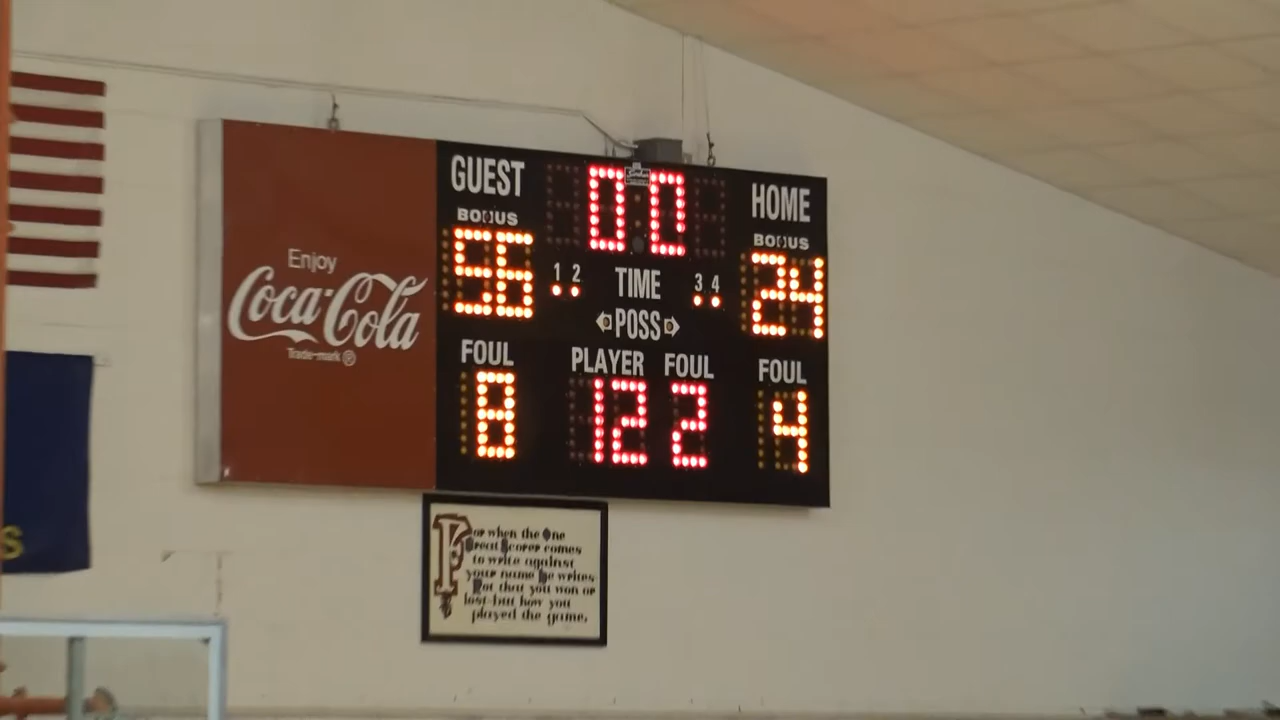 GUEST
00
HOME
BONUS
BONUS
56
1 2
TIME
3 4
24
POSS
FOUL
PLAYER
FOUL
FOUL
8
12
2
4
Enjoy
Coca-Cola
Trade-mark ®
For when the One
Great Scorer comes
to write against
your name he writes
Not that you won or
lost-but how you
played the game.
S